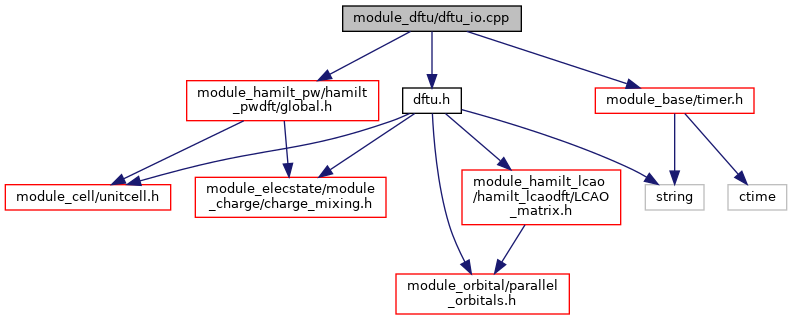 module_dftu/dftu_io.cpp
module_hamilt_pw/hamilt
_pwdft/global.h
dftu.h
module_base/timer.h
module_cell/unitcell.h
module_elecstate/module
_charge/charge_mixing.h
module_hamilt_lcao
/hamilt_lcaodft/LCAO
_matrix.h
string
ctime
module_orbital/parallel
_orbitals.h